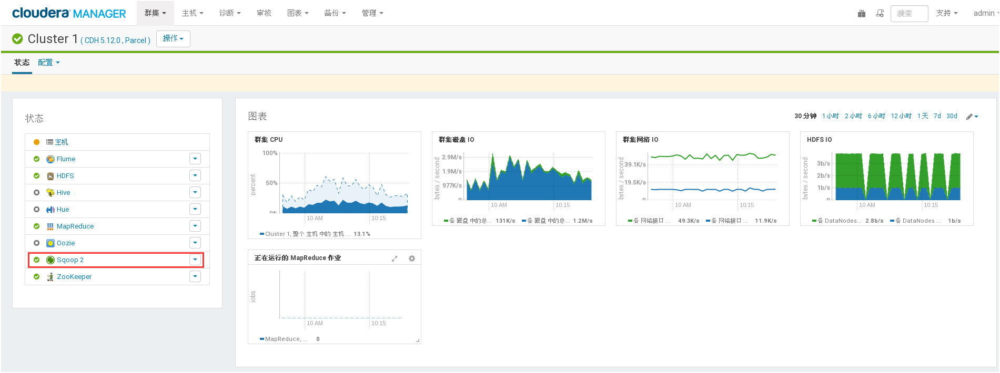 cloudera MANAGER 群集 主机 诊断 审核 图表 备份 管理 搜索 支持 admin
Cluster 1 ( CDH 5.12.0 , Parcel ) 操作
状态 配置
状态
主机
Flume
HDFS
Hive
Hue
MapReduce
Oozie
Sqoop 2
ZooKeeper
图表
30 分钟 1 小时 2 小时 6 小时 12 小时 1 天 7d 30d
群集 CPU
percent
100%
50%
0%
10 AM 10:15
Cluster 1, 整个 主机 中的 主机 ... 13.1%
群集磁盘 IO
bytes / second
2.9M/s
1.9M/s
977K/s
0
10 AM 10:15
各 磁盘 中的总... 131K/s 各 磁盘 中的总... 1.2M/s
群集网络 IO
bytes / second
39.1K/s
19.5K/s
0
10 AM 10:15
各 网络接口 ... 49.3K/s 各 网络接口 ... 11.9K/s
HDFS IO
bytes / second
3b/s
2b/s
1b/s
0
10 AM 10:15
各 DataNodes... 2.8b/s 各 DataNodes ... 1b/s
正在运行的 MapReduce 作业
jobs
10 AM 10:15
MapReduce, ... 0